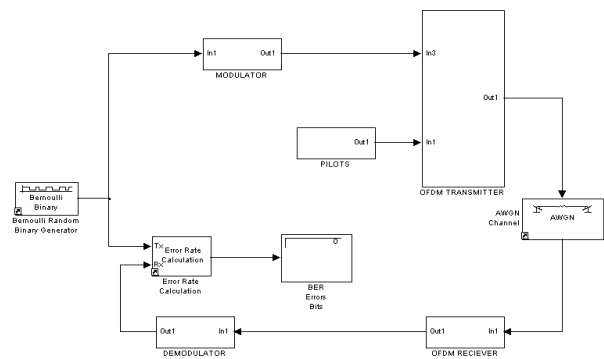 In1
Out1
MODULATOR
In3
Out1
In1
OFDM TRANSMITTER
Out1
PILOTS
Bernoulli
Binary
Bernoulli Random
Binary Generator
AWGN
Channel
AWGN
Tx
Rx
Error Rate
Calculation
Error Rate
Calculation
0
BER
Errors
Bits
Out1
In1
DEMODULATOR
Out1
In1
OFDM RECIEVER